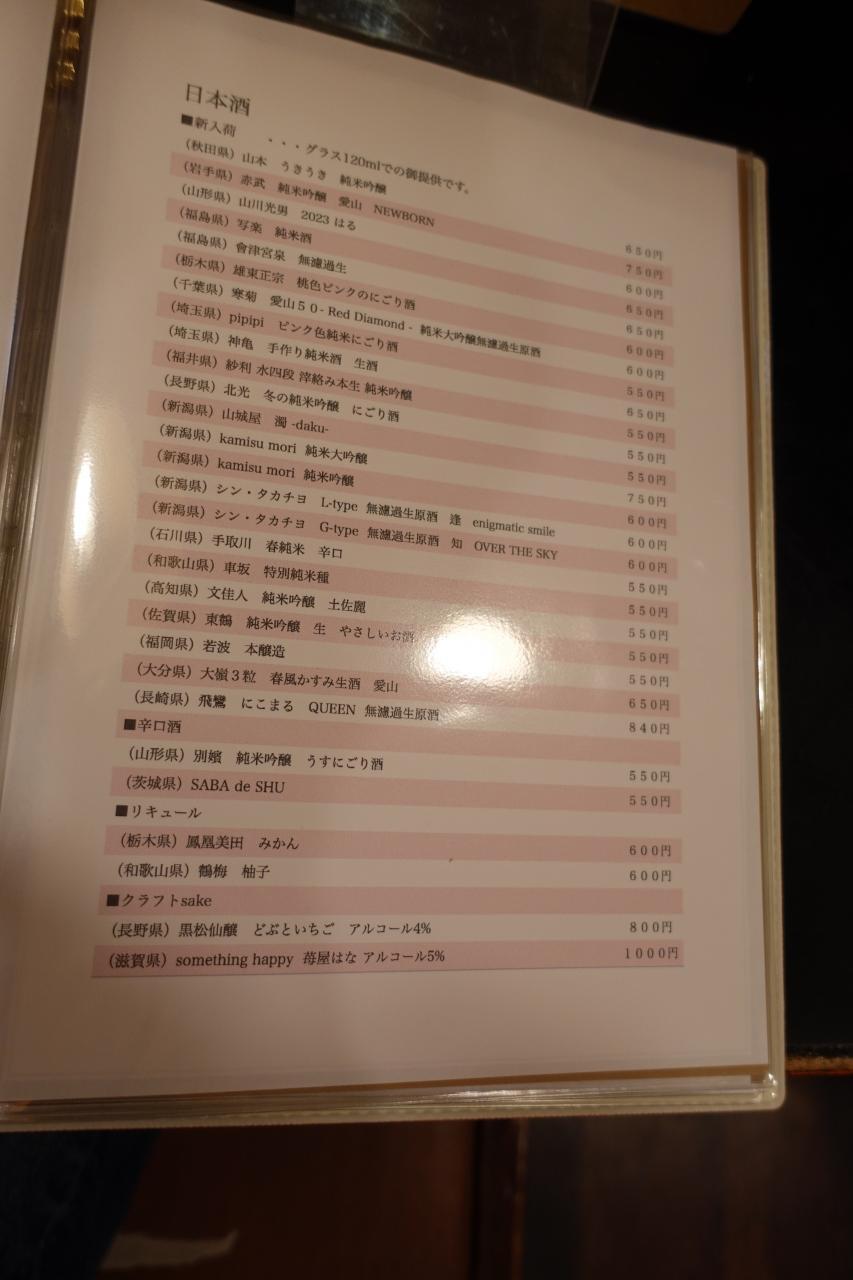 日本酒
■新入荷 ・・・グラス120mlでの御提供です。
（秋田県）山本 うきうき 純米吟醸 650円
（岩手県）赤武 純米吟醸 愛山 NEWBORN 750円
（山形県）山川光男 2023 はる 600円
（福島県）写楽 純米酒 650円
（福島県）會津宮泉 無濾過生 650円
（栃木県）雄東正宗 桃色ピンクのにごり酒 600円
（千葉県）寒菊 愛山５０- Red Diamond - 純米大吟醸無濾過生原酒 600円
（埼玉県）pipipi ピンク色純米にごり酒 550円
（埼玉県）神亀 手作り純米酒 生酒 650円
（福井県）紗利 水四段 滓絡み本生 純米吟醸 550円
（長野県）北光 冬の純米吟醸 にごり酒 550円
（新潟県）山城屋 濁 -daku- 550円
（新潟県）kamisu mori 純米大吟醸 750円
（新潟県）kamisu mori 純米吟醸 600円
（新潟県）シン・タカチヨ L-type 無濾過生原酒 逢 enigmatic smile 600円
（新潟県）シン・タカチヨ G-type 無濾過生原酒 知 OVER THE SKY 600円
（石川県）手取川 春純米 辛口 550円
（和歌山県）車坂 特別純米種 550円
（高知県）文佳人 純米吟醸 土佐麗 550円
（佐賀県）東鶴 純米吟醸 生 やさしいお酒 550円
（福岡県）若波 本醸造 550円
（大分県）大嶺３粒 春風かすみ生酒 愛山 650円
（長崎県）飛鸞 にこまる QUEEN 無濾過生原酒 840円
■辛口酒
（山形県）別嬪 純米吟醸 うすにごり酒 550円
（茨城県）SABA de SHU 550円
■リキュール
（栃木県）鳳凰美田 みかん 600円
（和歌山県）鶴梅 柚子 600円
■クラフトsake
（長野県）黒松仙醸 どぶといちご アルコール4% 800円
（滋賀県）something happy 苺屋はな アルコール5% 1000円